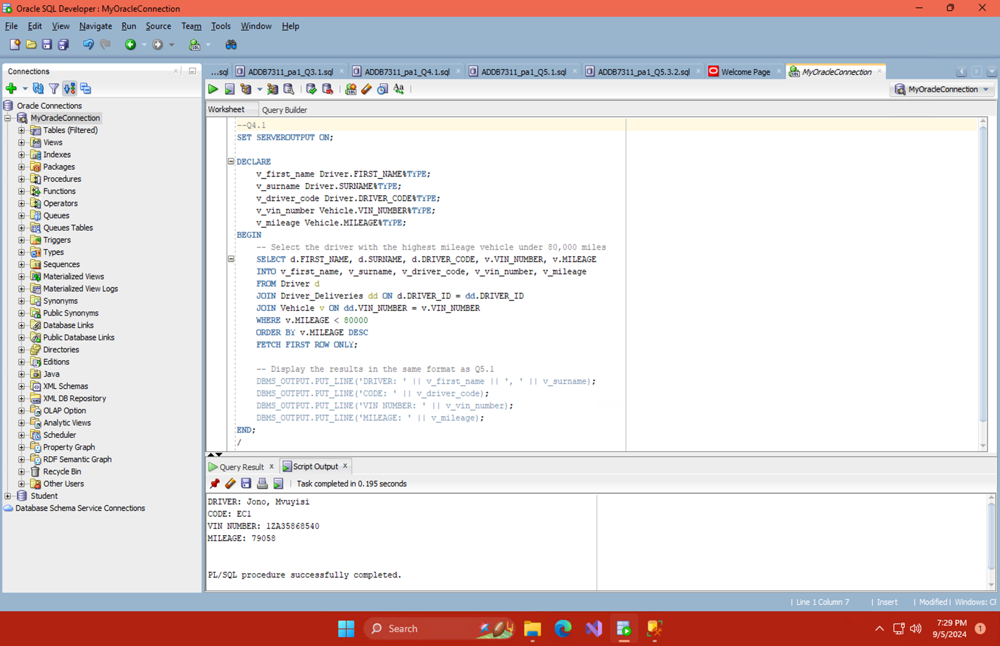 Oracle SQL Developer : MyOracleConnection
File Edit View Navigate Run Source Team Tools Window Help
Connections
...sql
ADDB7311_pa1_Q3.1.sql
ADDB7311_pa1_Q4.1.sql
ADDB7311_pa1_Q5.1.sql
ADDB7311_pa1_Q5.3.2.sql
Welcome Page
MyOracleConnection
MyOracleConnection
Oracle Connections
MyOracleConnection
Tables (Filtered)
Views
Indexes
Packages
Procedures
Functions
Operators
Queues
Queues Tables
Triggers
Types
Sequences
Materialized Views
Materialized View Logs
Synonyms
Public Synonyms
Database Links
Public Database Links
Directories
Editions
Java
XML Schemas
XML DB Repository
OLAP Option
Analytic Views
Scheduler
Property Graph
RDF Semantic Graph
Recycle Bin
Other Users
Student
Database Schema Service Connections
Worksheet Query Builder
--Q4.1
SET SERVEROUTPUT ON;
DECLARE
v_first_name Driver.FIRST_NAME%TYPE;
v_surname Driver.SURNAME%TYPE;
v_driver_code Driver.DRIVER_CODE%TYPE;
v_vin_number Vehicle.VIN_NUMBER%TYPE;
v_mileage Vehicle.MILEAGE%TYPE;
BEGIN
-- Select the driver with the highest mileage vehicle under 80,000 miles
SELECT d.FIRST_NAME, d.SURNAME, d.DRIVER_CODE, v.VIN_NUMBER, v.MILEAGE
INTO v_first_name, v_surname, v_driver_code, v_vin_number, v_mileage
FROM Driver d
JOIN Driver_Deliveries dd ON d.DRIVER_ID = dd.DRIVER_ID
JOIN Vehicle v ON dd.VIN_NUMBER = v.VIN_NUMBER
WHERE v.MILEAGE < 80000
ORDER BY v.MILEAGE DESC
FETCH FIRST ROW ONLY;
-- Display the results in the same format as Q5.1
DBMS_OUTPUT.PUT_LINE('DRIVER: ' || v_first_name || ', ' || v_surname);
DBMS_OUTPUT.PUT_LINE('CODE: ' || v_driver_code);
DBMS_OUTPUT.PUT_LINE('VIN NUMBER: ' || v_vin_number);
DBMS_OUTPUT.PUT_LINE('MILEAGE: ' || v_mileage);
END;
/
Query Result Script Output
Task completed in 0.195 seconds
DRIVER: Jono, Mvuyisi
CODE: EC1
VIN NUMBER: 1ZA35868540
MILEAGE: 79058
PL/SQL procedure successfully completed.
Line 1 Column 7 | Insert | Modified | Windows: CF
Search
7:29 PM
9/5/2024
1